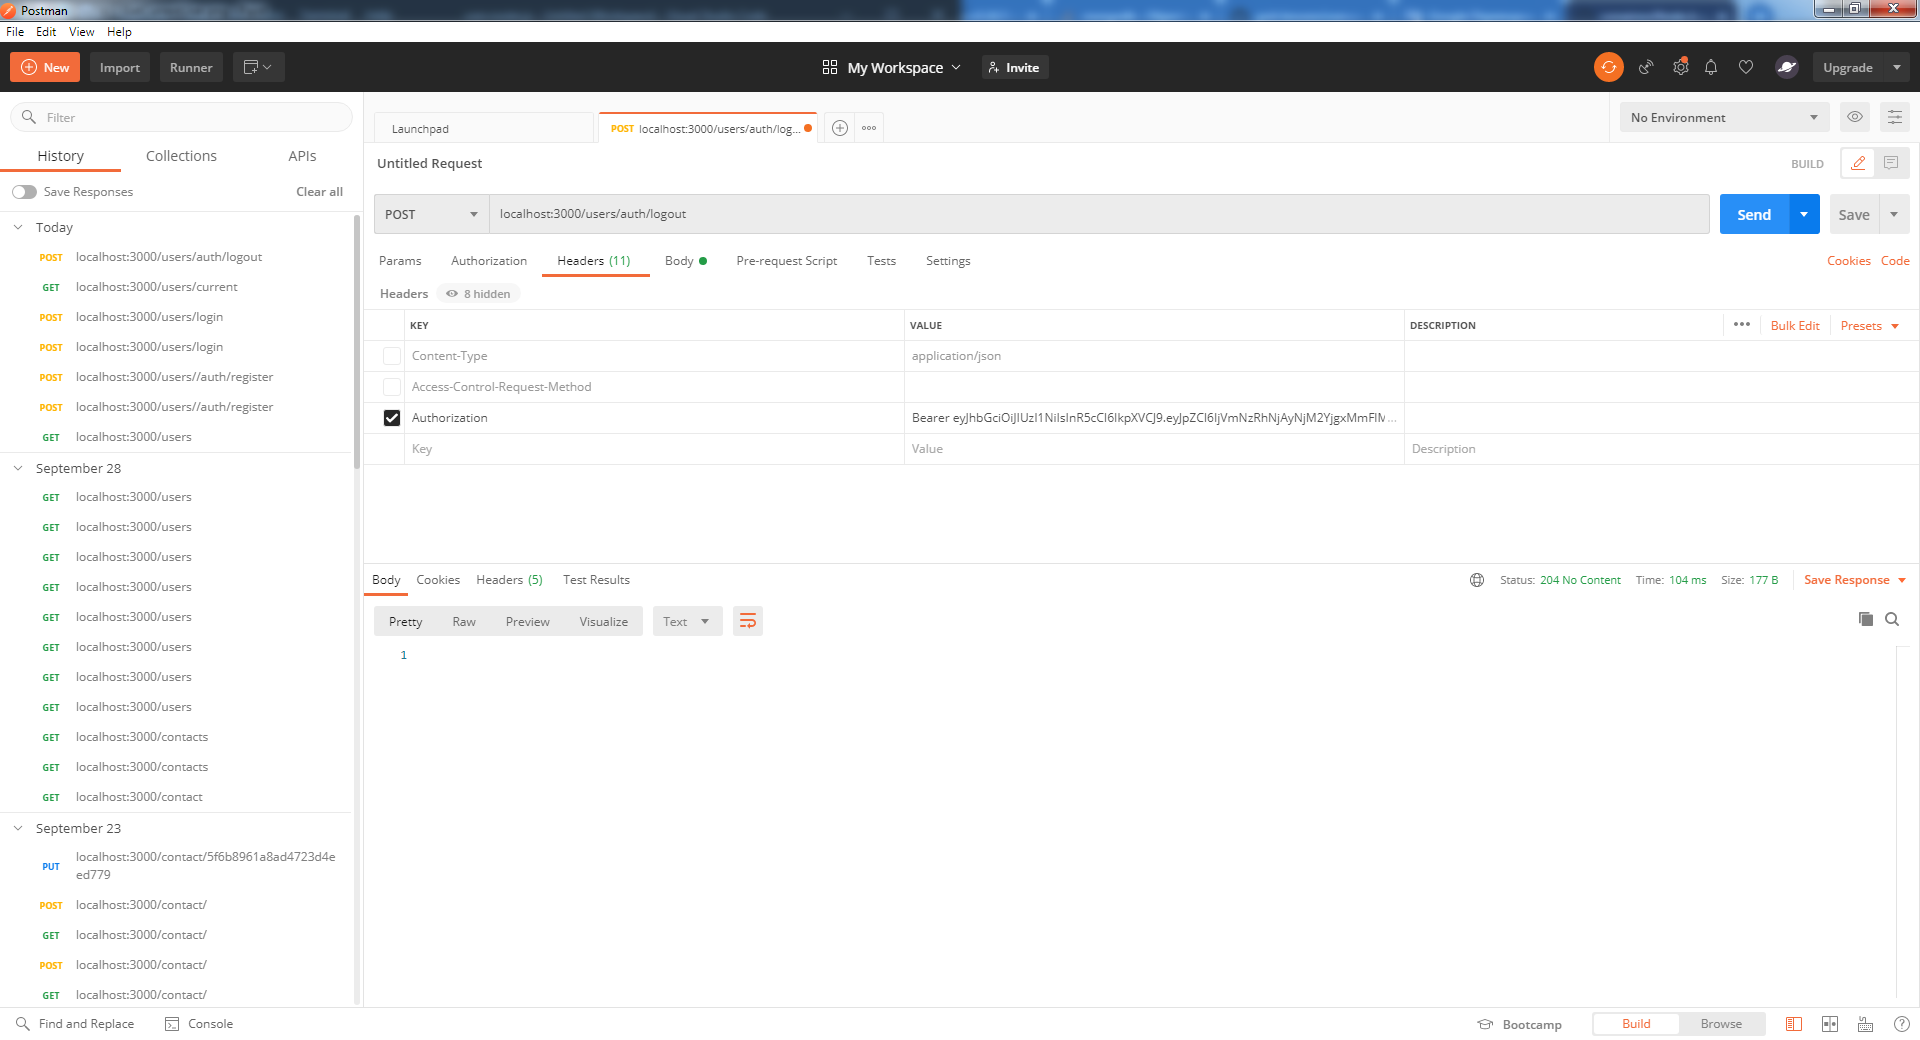 Postman
File Edit View Help
New Import Runner My Workspace Invite Upgrade
Filter
History Collections APIs
Save Responses Clear all
Today
POST localhost:3000/users/auth/logout
GET localhost:3000/users/current
POST localhost:3000/users/login
POST localhost:3000/users/login
POST localhost:3000/users//auth/register
POST localhost:3000/users//auth/register
GET localhost:3000/users
September 28
GET localhost:3000/users
GET localhost:3000/users
GET localhost:3000/users
GET localhost:3000/users
GET localhost:3000/users
GET localhost:3000/users
GET localhost:3000/users
GET localhost:3000/users
GET localhost:3000/contacts
GET localhost:3000/contacts
GET localhost:3000/contact
September 23
PUT localhost:3000/contact/5f6b8961a8ad4723d4e
ed779
POST localhost:3000/contact/
GET localhost:3000/contact/
POST localhost:3000/contact/
GET localhost:3000/contact/
Launchpad POST localhost:3000/users/auth/log... No Environment
Untitled Request BUILD
POST localhost:3000/users/auth/logout Send Save
Params Authorization Headers (11) Body Pre-request Script Tests Settings Cookies Code
Headers 8 hidden
KEY VALUE DESCRIPTION Bulk Edit Presets
Content-Type application/json
Access-Control-Request-Method
Authorization Bearer
Key Value Description
Body Cookies Headers (5) Test Results Status: 204 No Content Time: 104 ms Size: 177 B Save Response
Pretty Raw Preview Visualize Text
1
Find and Replace Console Bootcamp Build Browse